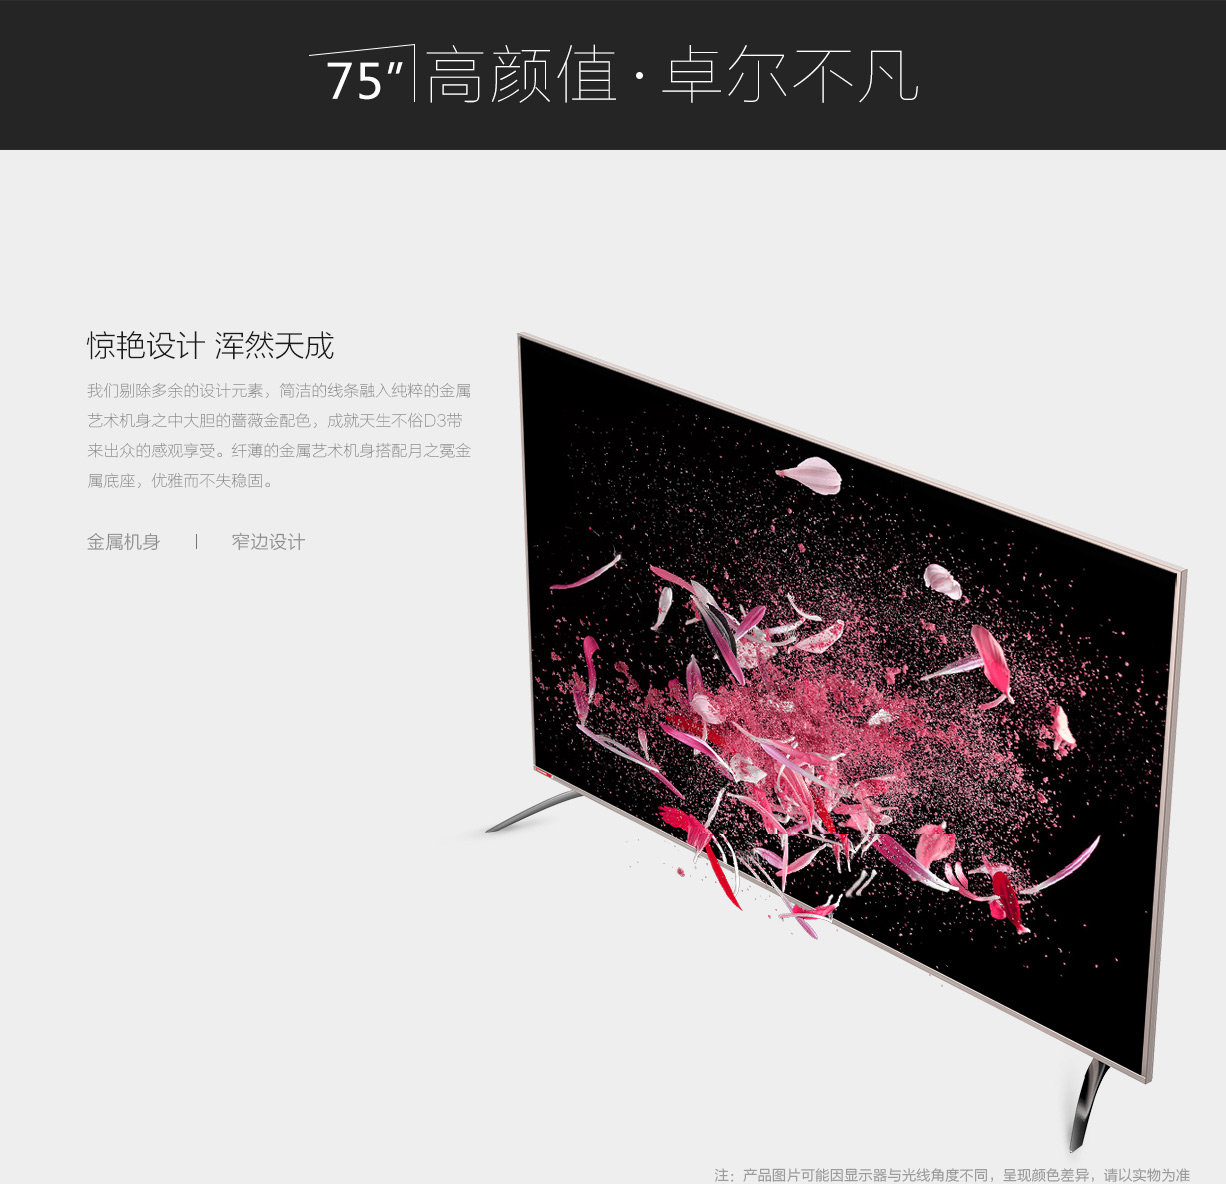 75″ 高颜值·卓尔不凡
惊艳设计 浑然天成
我们剔除多余的设计元素，简洁的线条融入纯粹的金属
艺术机身之中大胆的蔷薇金配色，成就天生不俗D3带
来出众的感观享受。纤薄的金属艺术机身搭配月之冕金
属底座，优雅而不失稳固。
金属机身 | 窄边设计
注：产品图片可能因显示器与光线角度不同，呈现颜色差异，请以实物为准